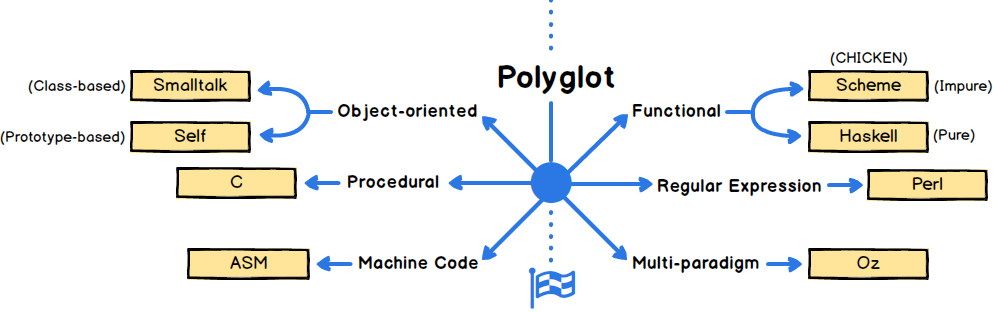 Polyglot
(Class-based) Smalltalk
(Prototype-based) Self
Object-oriented
C Procedural
ASM Machine Code
(CHICKEN)
Functional
Scheme (Impure)
Haskell (Pure)
Regular Expression Perl
Multi-paradigm Oz